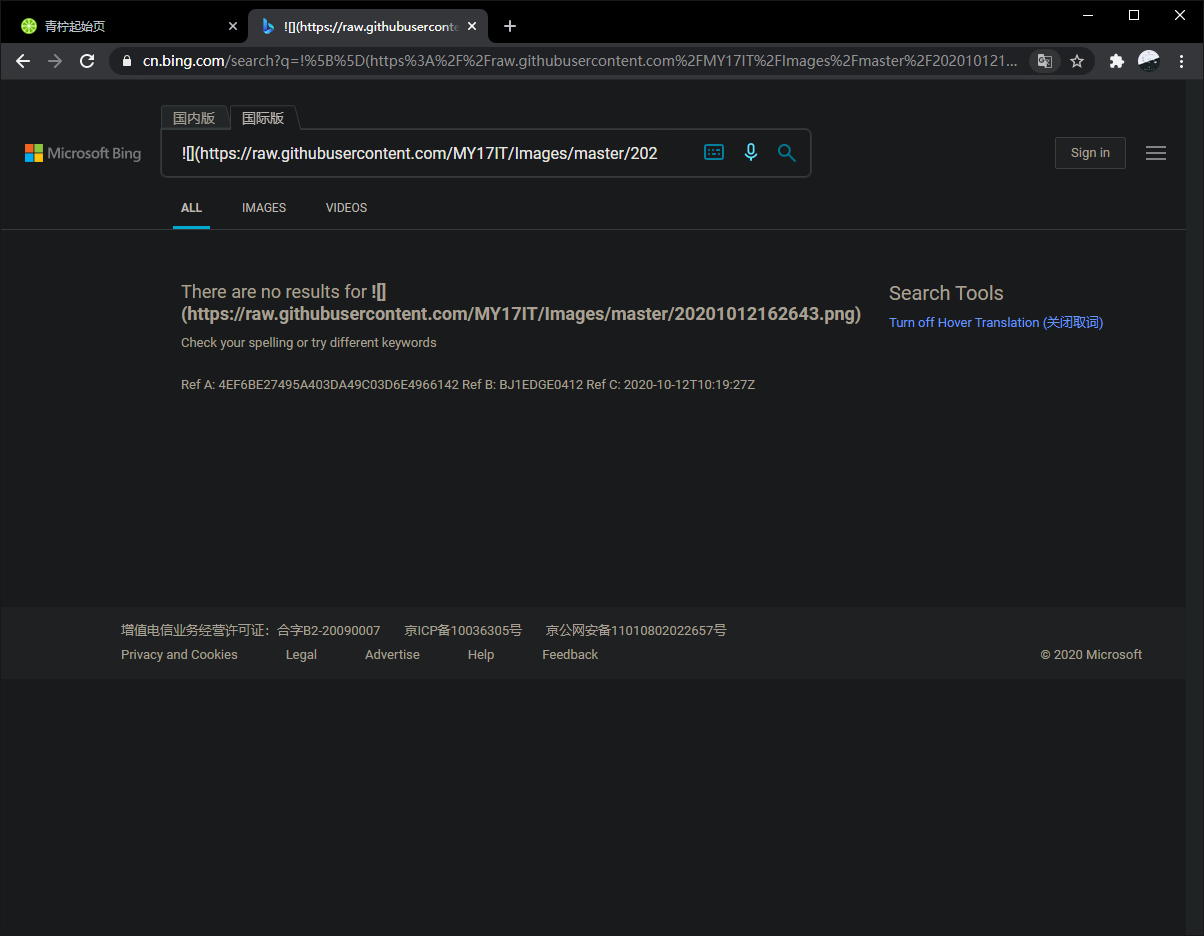 青柠起始页
![](https://raw.githubuserconte
cn.bing.com/search?q=!%5B%5D(https%3A%2F%2Fraw.githubusercontent.com%2FMY17IT%2FImages%2Fmaster%2F202010121...
国内版 国际版
Microsoft Bing
![](https://raw.githubusercontent.com/MY17IT/Images/master/202
Sign in
ALL IMAGES VIDEOS
There are no results for ![]
(https://raw.githubusercontent.com/MY17IT/Images/master/20201012162643.png)
Check your spelling or try different keywords
Ref A: 4EF6BE27495A403DA49C03D6E4966142 Ref B: BJ1EDGE0412 Ref C: 2020-10-12T10:19:27Z
Search Tools
Turn off Hover Translation (关闭取词)
增值电信业务经营许可证：合字B2-20090007 京ICP备10036305号 京公网安备11010802022657号
Privacy and Cookies Legal Advertise Help Feedback
© 2020 Microsoft